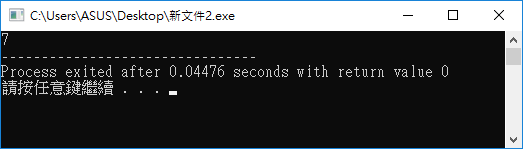 C:\Users\ASUS\Desktop\新文件2.exe
7
--------------------------------
Process exited after 0.04476 seconds with return value 0
請按任意鍵繼續 . . .